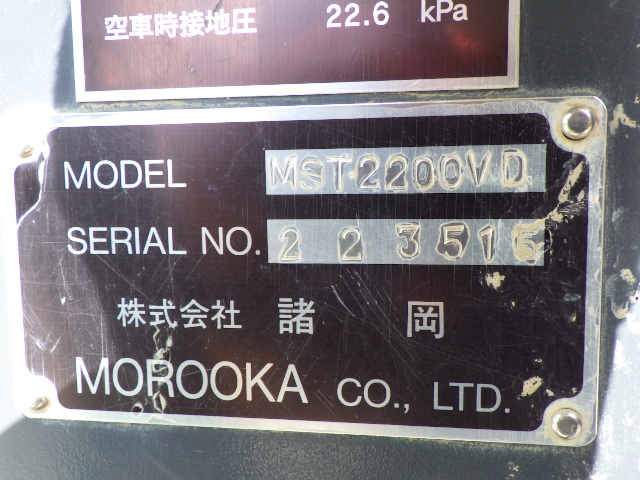 空車時接地圧 22.6 kPa
MODEL MST2200VD
SERIAL NO.
株式会社 諸岡
MOROOKA CO., LTD.